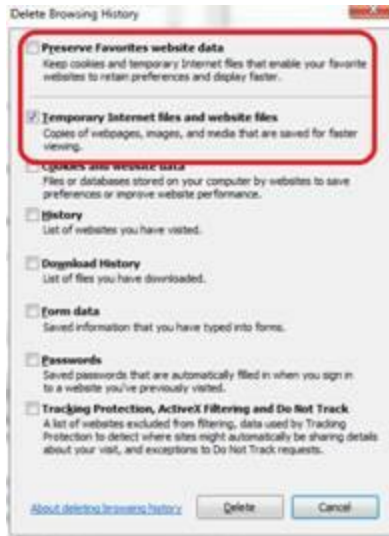 Delete Browsing History
Preserve Favorites website data
Keep cookies and temporary Internet files that enable your favorite
websites to retain preferences and display faster.
Temporary Internet files and website files
Copies of webpages, images, and media that are saved for faster
viewing.
Cookies and website data
Files or databases stored on your computer by websites to save
preferences or improve website performance.
History
List of websites you have visited.
Download History
List of files you have downloaded.
Form data
Saved information that you have typed into forms.
Passwords
Saved passwords that are automatically filled in when you sign in
to a website you've previously visited.
Tracking Protection, ActiveX Filtering and Do Not Track
A list of websites excluded from filtering, data used by Tracking
Protection to detect where sites might automatically be sharing details
about your visit, and exceptions to Do Not Track requests.
About deleting browsing history
Delete
Cancel